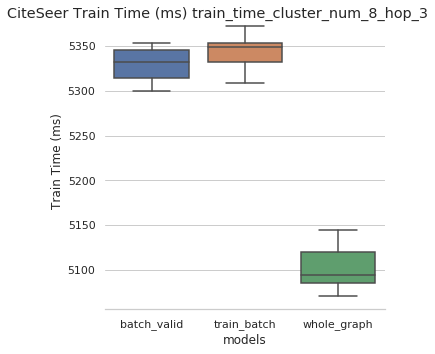 CiteSeer Train Time (ms) train_time_cluster_num_8_hop_3
5350
5300
5250
5200
5150
5100
Train Time (ms)
batch_valid train_batch whole_graph
models